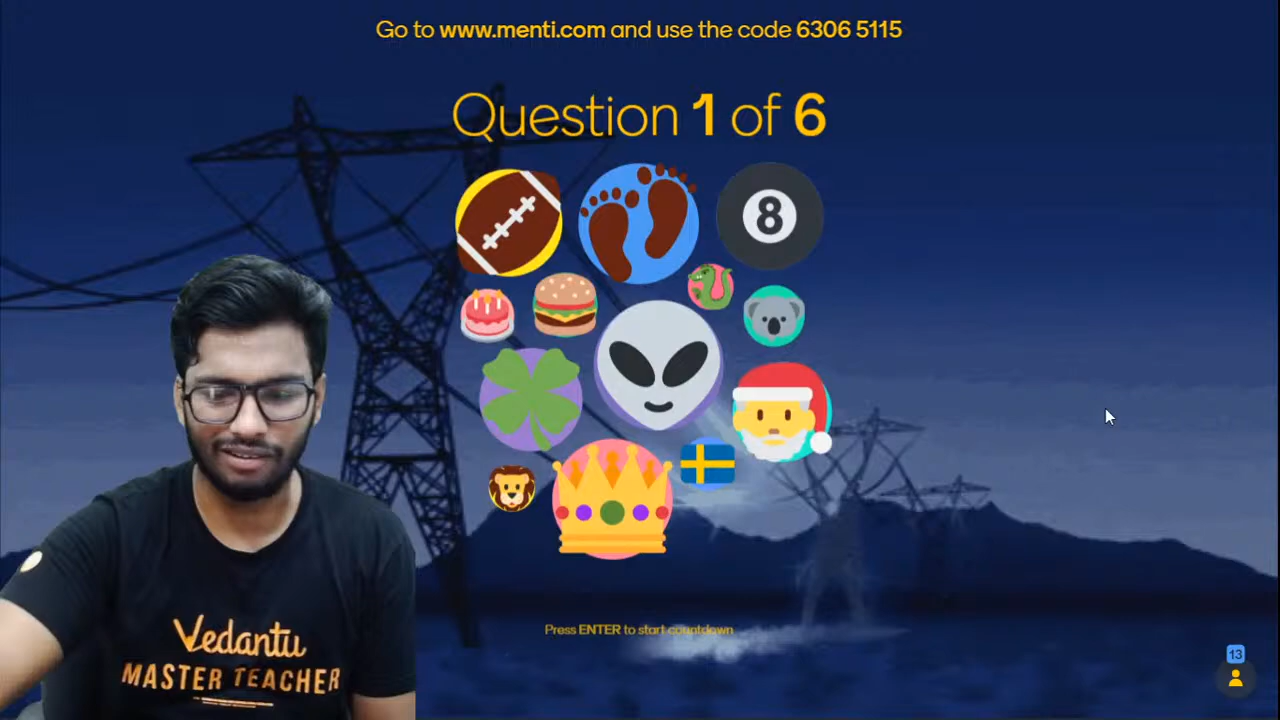 Go to www.menti.com and use the code 6306 5115
Question 1 of 6
8
Vedantu
MASTER TEACHER
Press ENTER to start countdown
13